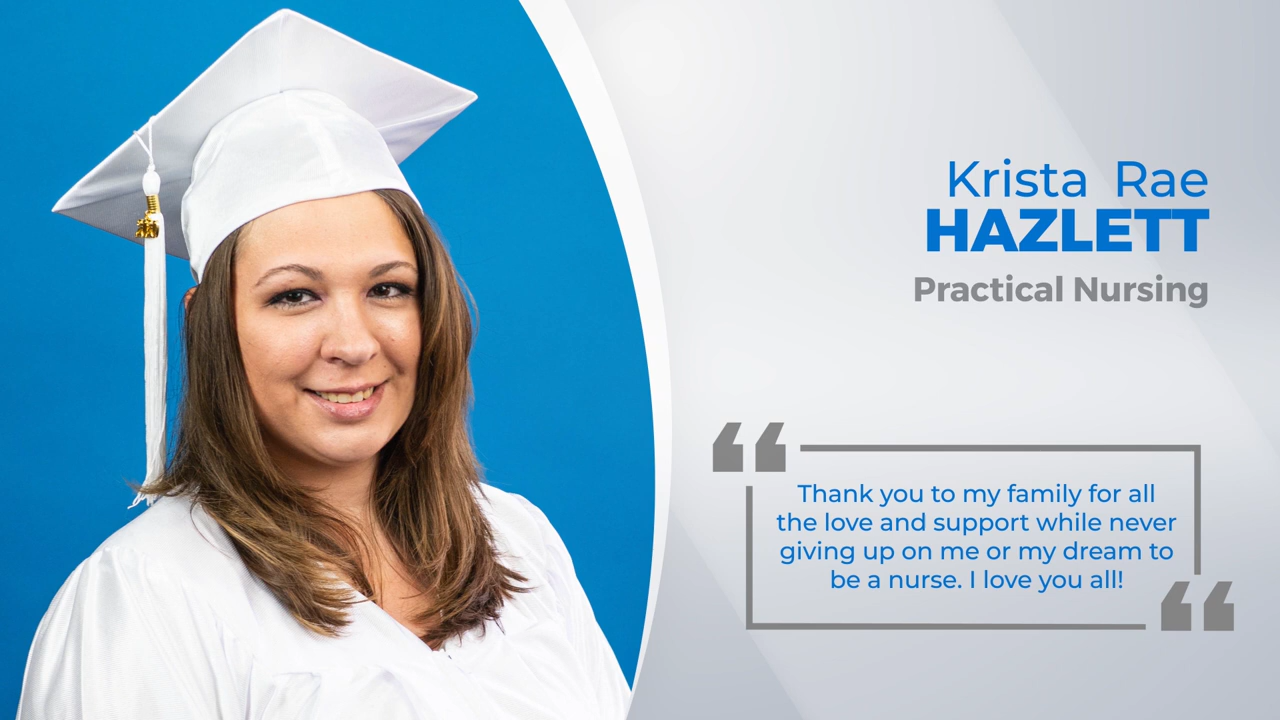 Krista Rae
HAZLETT
Practical Nursing
Thank you to my family for all
the love and support while never
giving up on me or my dream to
be a nurse. I love you all!